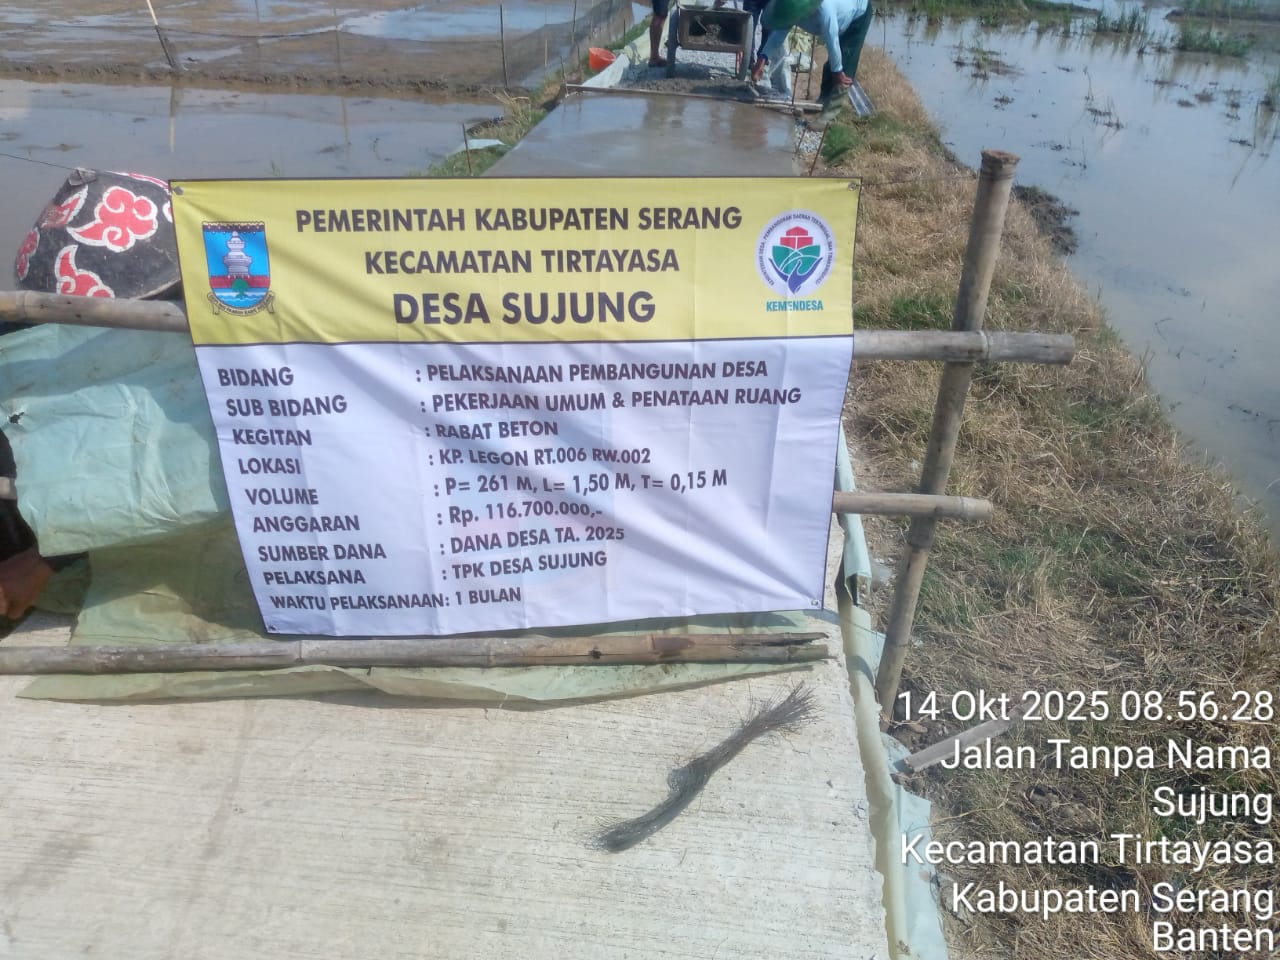 PEMERINTAH KABUPATEN SERANG
KECAMATAN TIRTAYASA
DESA SUJUNG
KEMENDESA
BIDANG : PELAKSANAAN PEMBANGUNAN DESA
SUB BIDANG : PEKERJAAN UMUM & PENATAAN RUANG
KEGITAN : RABAT BETON
LOKASI : KP. LEGON RT.006 RW.002
VOLUME : P= 261 M, L= 1,50 M, T= 0,15 M
ANGGARAN : Rp. 116.700.000,-
SUMBER DANA : DANA DESA TA. 2025
PELAKSANA : TPK DESA SUJUNG
WAKTU PELAKSANAAN: 1 BULAN
14 Okt 2025 08.56.28
Jalan Tanpa Nama
Sujung
Kecamatan Tirtayasa
Kabupaten Serang
Banten